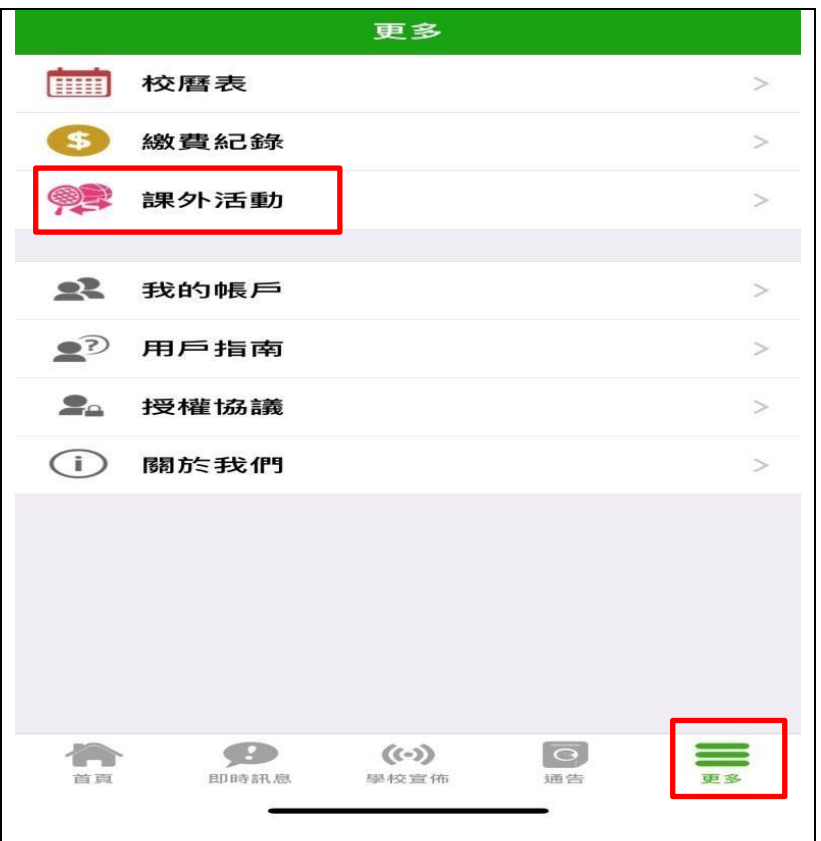 更多
校曆表
繳費紀錄
課外活動
我的帳戶
用戶指南
授權協議
關於我們
首頁 即時訊息 學校宣佈 通告 更多